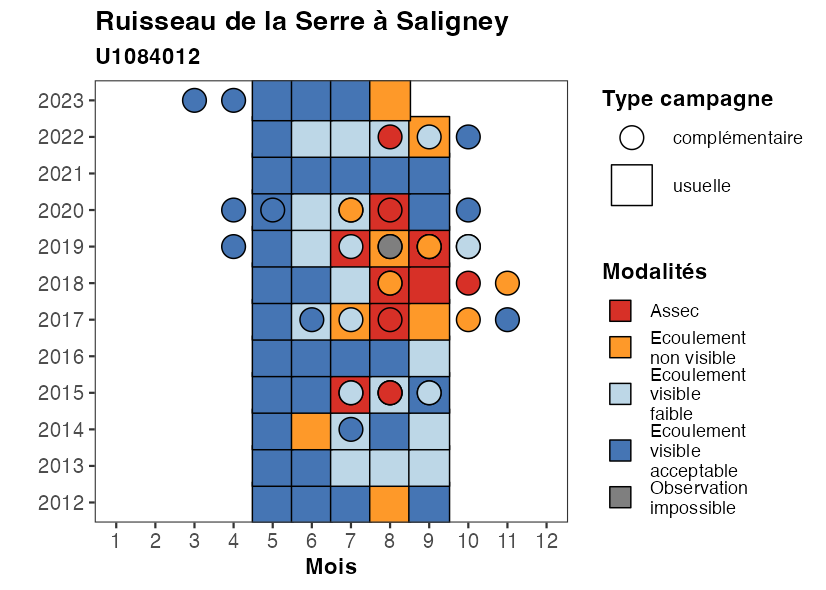 Ruisseau de la Serre à Saligney
U1084012
2023
2022
2021
2020
2019
2018
2017
2016
2015
2014
2013
2012
1 2 3 4 5 6 7 8 9 10 11 12
Mois
Type campagne
complémentaire
usuelle
Modalités
Assec
Ecoulement
non visible
Ecoulement
visible
faible
Ecoulement
visible
acceptable
Observation
impossible